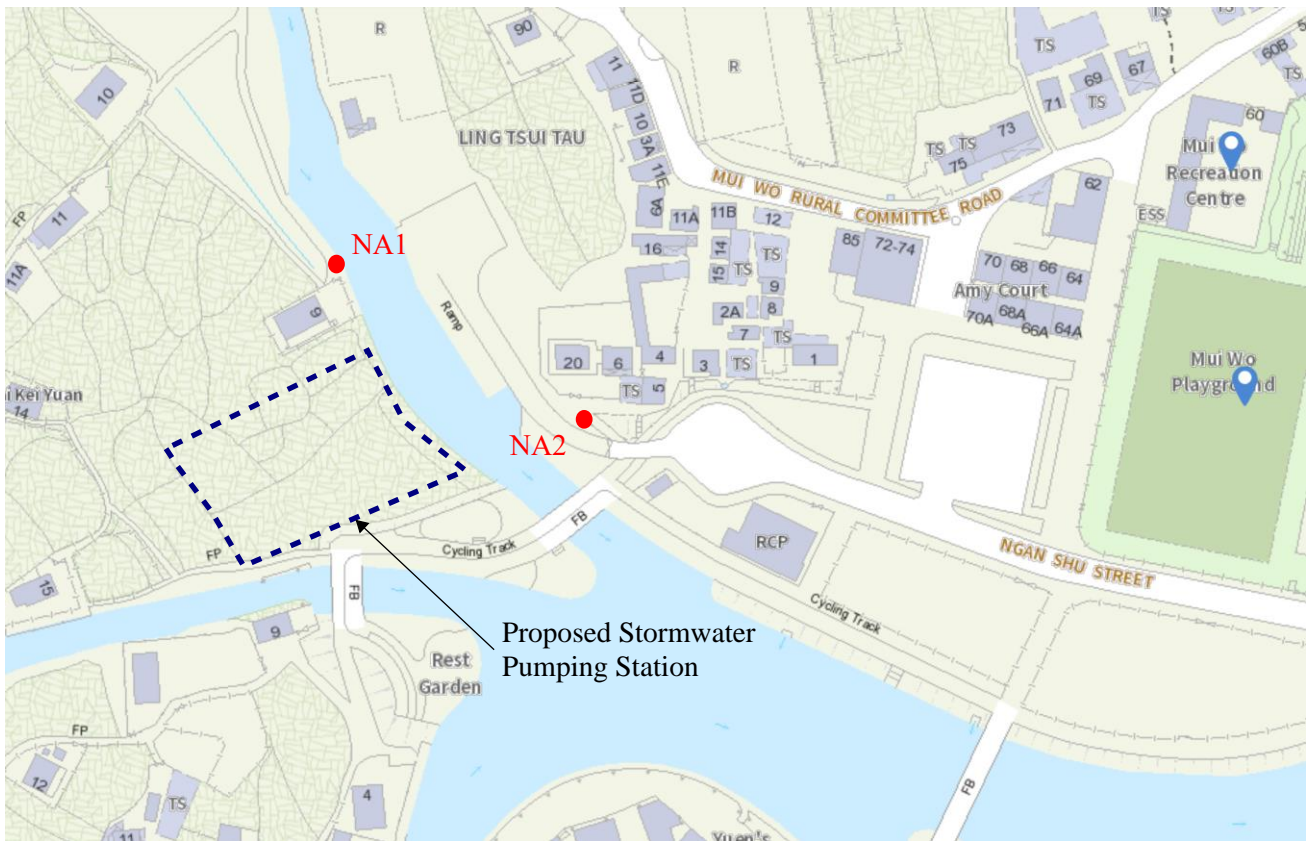 R
90
TS
TS
TS
11
11D
10
3A
11E
6A
R
LING TSUI TAU
10
67
69
TS
71
73
TS
TS
75
60B
TS
60
Mui Wo
Recreation
Centre
MUI WO RURAL COMMITTEE ROAD
62
ESS
FP
11
11A
NA1
11A
11B
12
16
14
TS
TS
15
9
85
72-74
70
68
66
64
Amy Court
70A
68A
66A
64A
9
Ramp
2A
8
7
TS
20
6
4
3
TS
1
TS
5
Mui Wo
Playground
i Kei Yuan
14
NA2
FP
Cycling Track
FB
RCP
NGAN SHU STREET
15
FB
9
Cycling Track
Proposed Stormwater
Pumping Station
Rest
Garden
FP
12
TS
4
FB
11
Yuen's